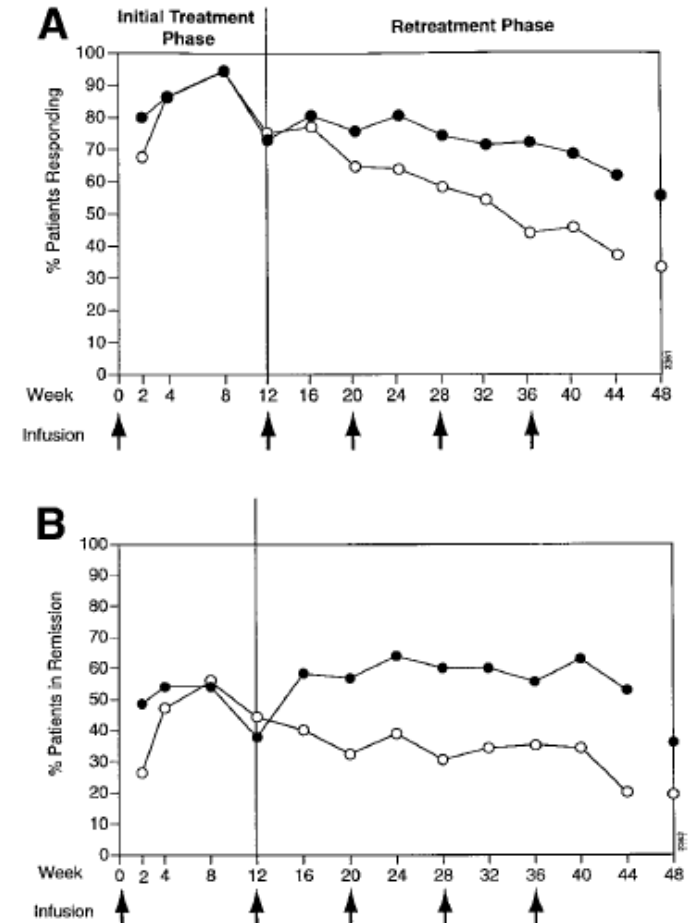 A
Initial Treatment
Phase
Retreatment Phase
% Patients Responding
100
90
80
70
60
50
40
30
20
10
0
Week 0 2 4 8 12 16 20 24 28 32 36 40 44 48
Infusion
B
% Patients in Remission
100
90
80
70
60
50
40
30
20
10
0
Week 0 2 4 8 12 16 20 24 28 32 36 40 44 48
Infusion